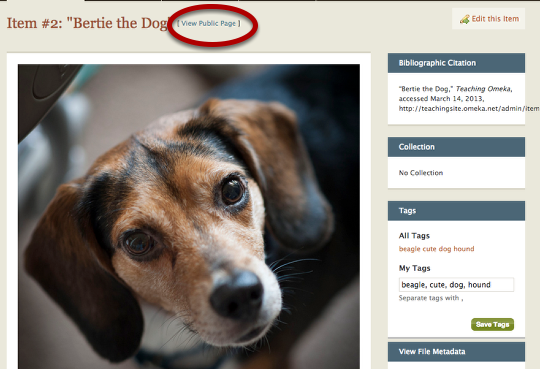 Item #2: "Bertie the Dog"
[ View Public Page ]
Edit this Item
Bibliographic Citation
"Bertie the Dog," Teaching Omeka,
accessed March 14, 2013,
http://teachingsite.omeka.net/admin/item
Collection
No Collection
Tags
All Tags
beagle cute dog hound
My Tags
beagle, cute, dog, hound
Separate tags with ,
Save Tags
View File Metadata